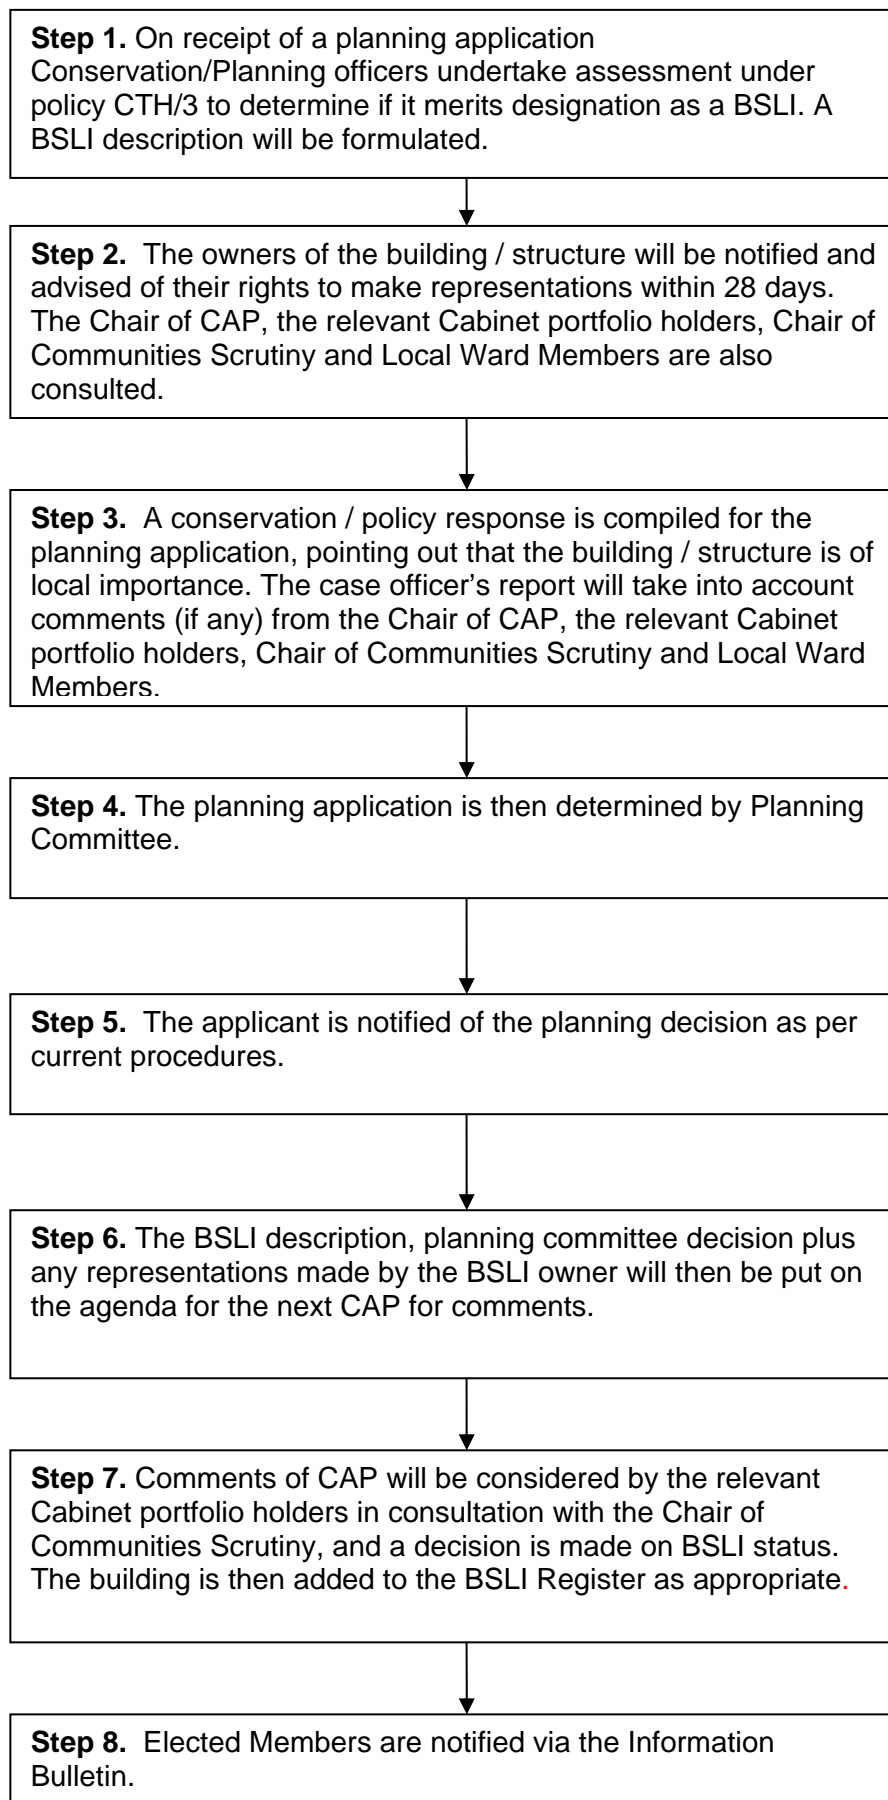 Step 1. On receipt of a planning application
Conservation/Planning officers undertake assessment under
policy CTH/3 to determine if it merits designation as a BSLI. A
BSLI description will be formulated.
Step 2. The owners of the building / structure will be notified and
advised of their rights to make representations within 28 days.
The Chair of CAP, the relevant Cabinet portfolio holders, Chair of
Communities Scrutiny and Local Ward Members are also
consulted.
Step 3. A conservation / policy response is compiled for the
planning application, pointing out that the building / structure is of
local importance. The case officer's report will take into account
comments (if any) from the Chair of CAP, the relevant Cabinet
portfolio holders, Chair of Communities Scrutiny and Local Ward
Members.
Step 4. The planning application is then determined by Planning
Committee.
Step 5. The applicant is notified of the planning decision as per
current procedures.
Step 6. The BSLI description, planning committee decision plus
any representations made by the BSLI owner will then be put on
the agenda for the next CAP for comments.
Step 7. Comments of CAP will be considered by the relevant
Cabinet portfolio holders in consultation with the Chair of
Communities Scrutiny, and a decision is made on BSLI status.
The building is then added to the BSLI Register as appropriate.
Step 8. Elected Members are notified via the Information
Bulletin.